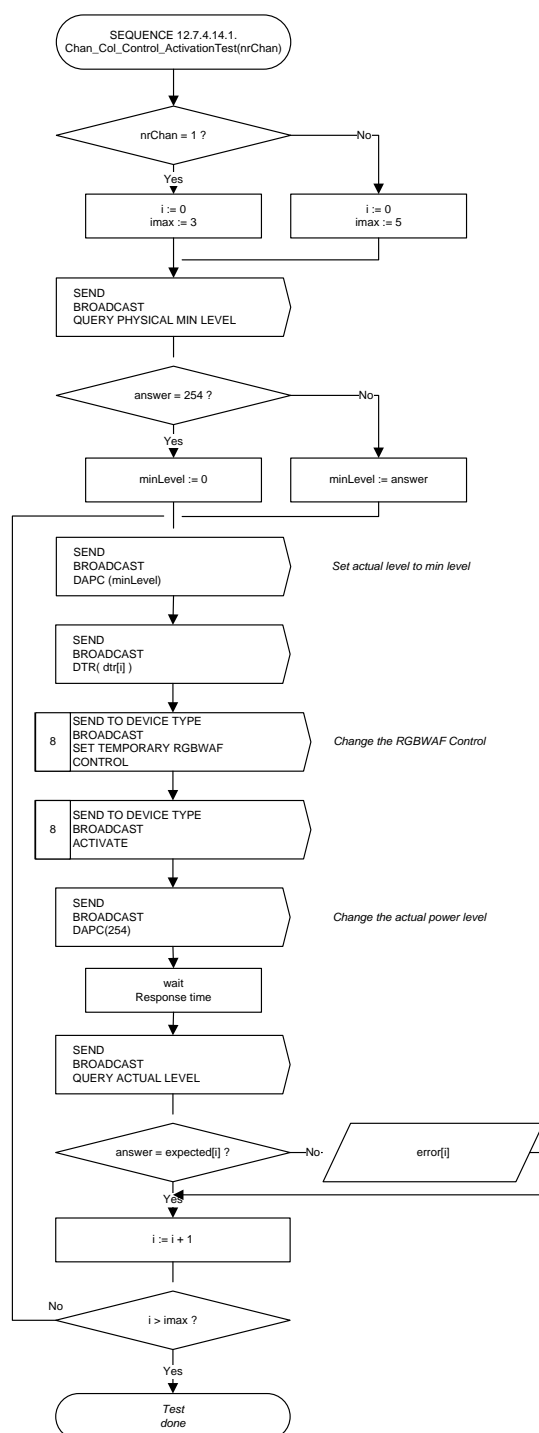 SEQUENCE 12.7.4.14.1.
Chan_Col_Control_ActivationTest(nrChan)
nrChan = 1 ?
No
Yes
i := 0
imax := 3
i := 0
imax := 5
SEND
BROADCAST
QUERY PHYSICAL MIN LEVEL
answer = 254 ?
No
Yes
minLevel := 0
minLevel := answer
SEND
BROADCAST
DAPC (minLevel)
Set actual level to min level
SEND
BROADCAST
DTR( dtr[i] )
8
SEND TO DEVICE TYPE
BROADCAST
SET TEMPORARY RGBWAF
CONTROL
Change the RGBWAF Control
8
SEND TO DEVICE TYPE
BROADCAST
ACTIVATE
SEND
BROADCAST
DAPC(254)
Change the actual power level
wait
Response time
SEND
BROADCAST
QUERY ACTUAL LEVEL
answer = expected[i] ?
No
error[i]
Yes
i := i + 1
No
i > imax ?
Yes
Test
done